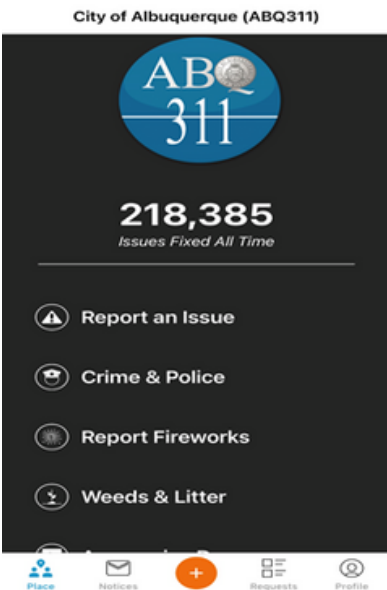 City of Albuquerque (ABQ311)
ABQ
311
218,385
Issues Fixed All Time
Report an Issue
Crime & Police
Report Fireworks
Weeds & Litter
Place
Notices
Requests
Profile